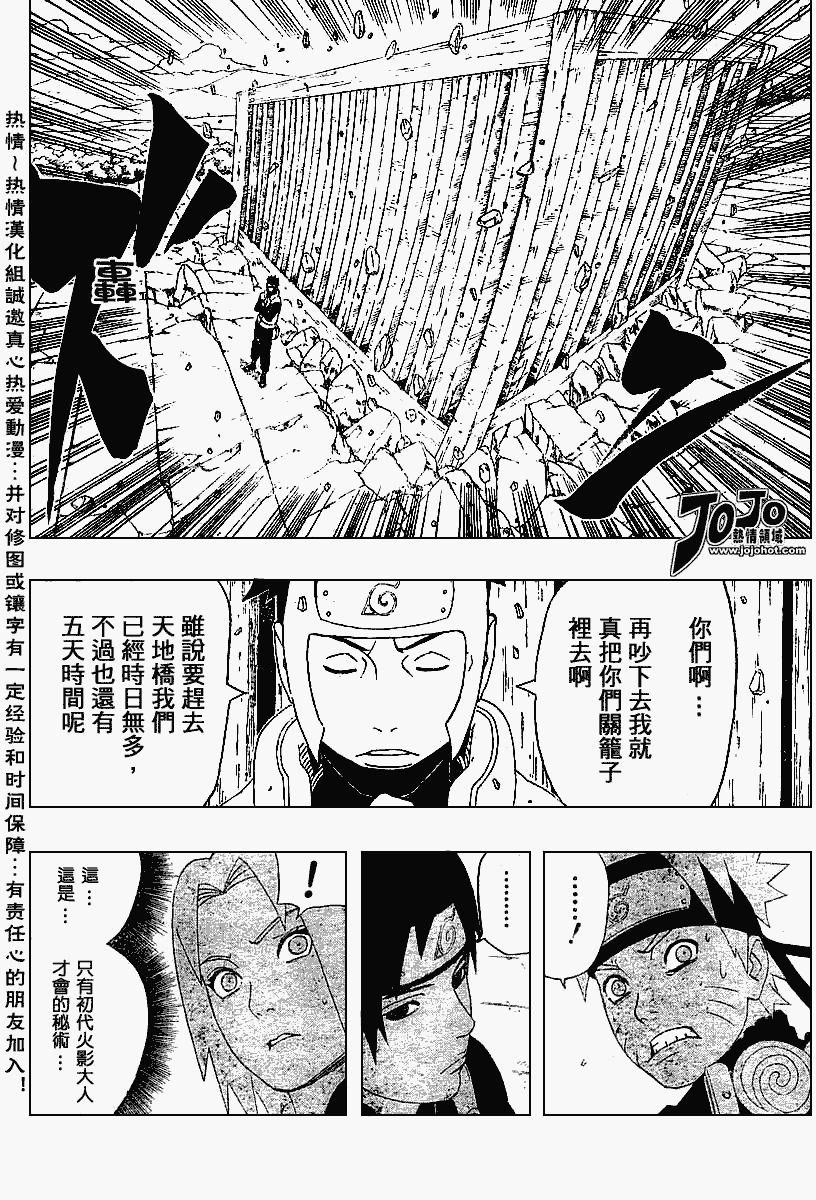 ズ
ウ
ン
轟
JOJO
熱情領域
www.jojohot.com
你們啊…
再吵下去我就
真把你們關籠子
裡去啊
雖說要趕去
天地橋我們
已經時日無多，
不過也還有
五天時間呢
………！
……
！
這…
這是…
只有初代火影大人
才會的秘術…
热情～热情漢化組誠邀真心热爱動漫…并对修图或镶字有一定经验和时间保障…有责任心的朋友加入！